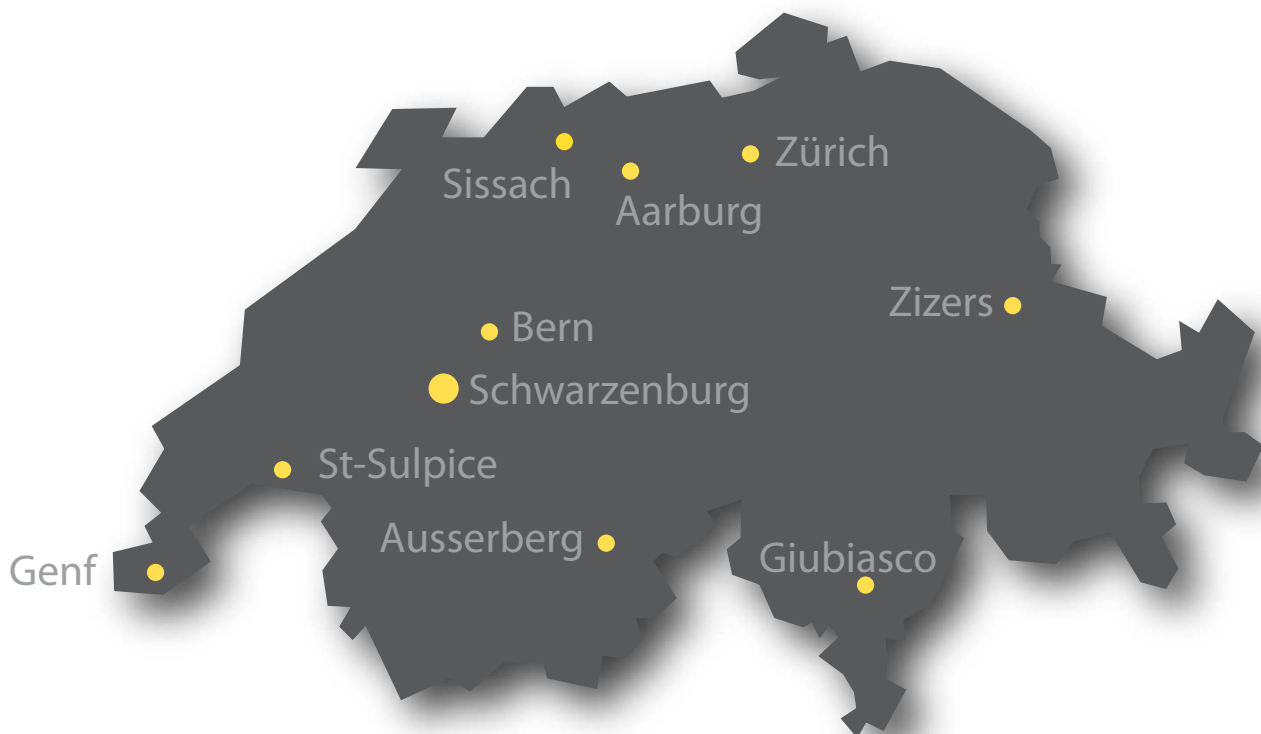 Zürich
Sissach
Aarburg
Zizers
Bern
Schwarzenburg
St-Sulpice
Ausserberg
Giubiasco
Genf